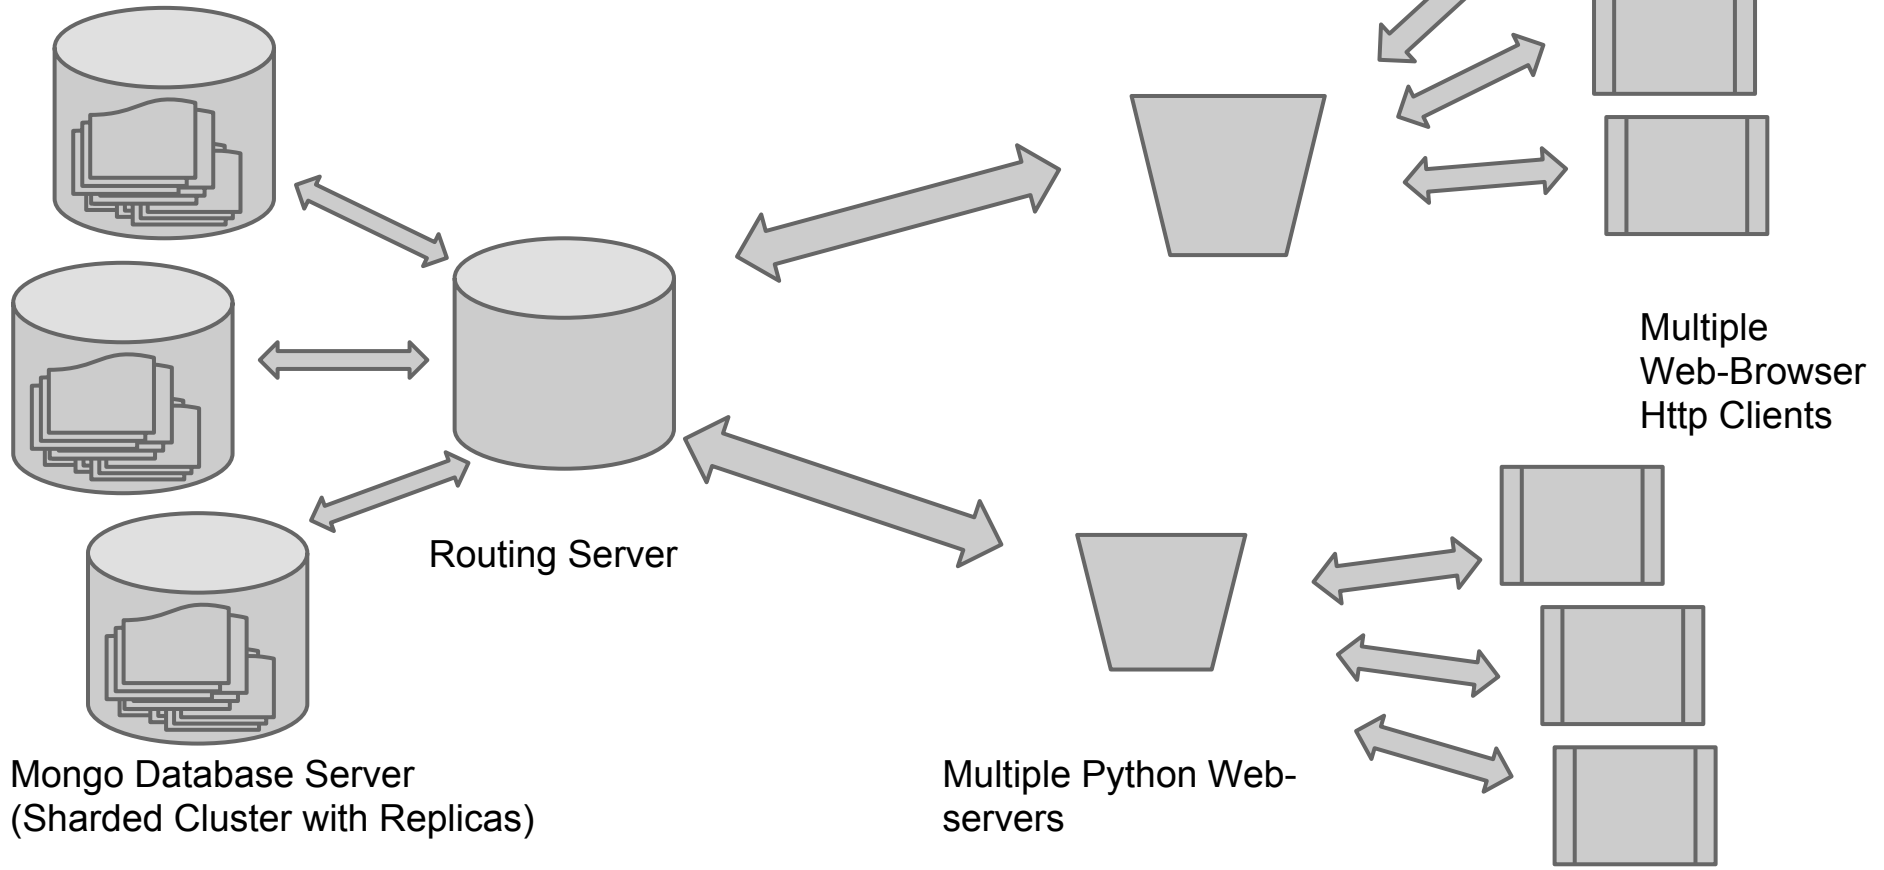 Multiple
Web-Browser
Http Clients
Routing Server
Mongo Database Server
(Sharded Cluster with Replicas)
Multiple Python Web-
servers